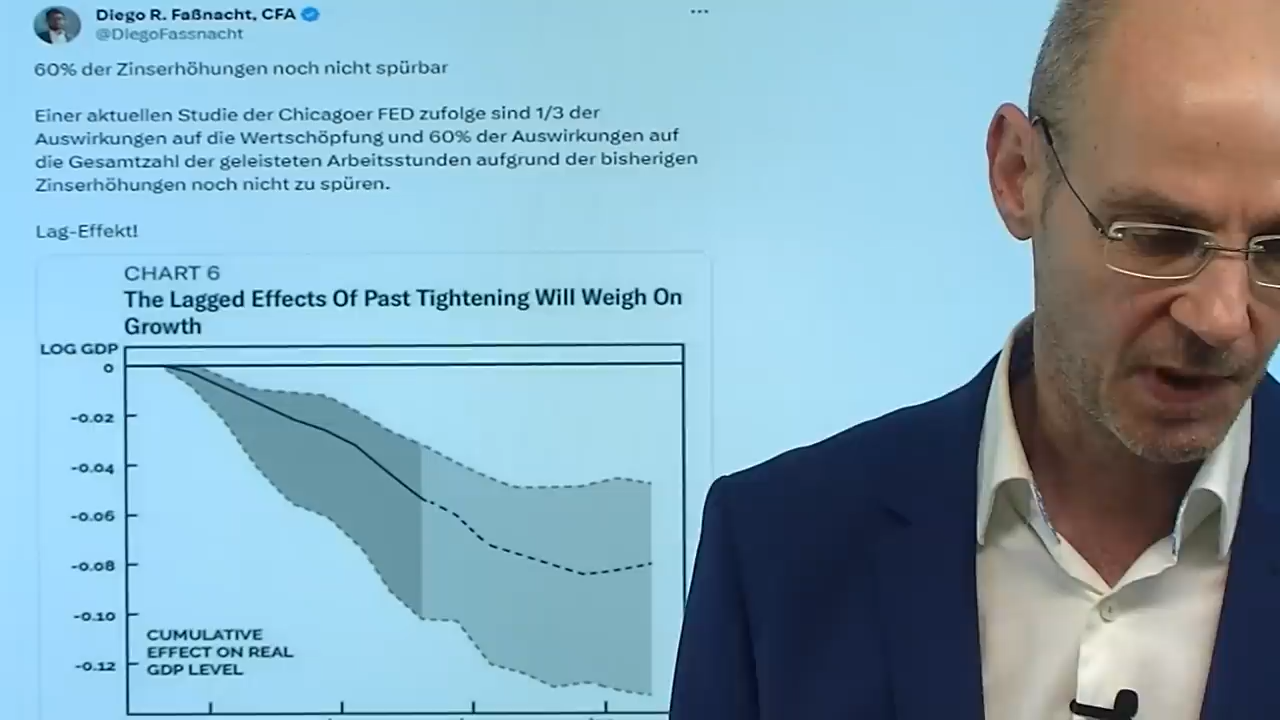 Diego R. Faßnacht, CFA
@DiegoFassnacht
60% der Zinserhöhungen noch nicht spürbar
Einer aktuellen Studie der Chicagoer FED zufolge sind 1/3 der
Auswirkungen auf die Wertschöpfung und 60% der Auswirkungen auf
die Gesamtzahl der geleisteten Arbeitsstunden aufgrund der bisherigen
Zinserhöhungen noch nicht zu spüren.
Lag-Effekt!
CHART 6
The Lagged Effects Of Past Tightening Will Weigh On
Growth
LOG GDP
0
-0.02
-0.04
-0.06
-0.08
-0.10
-0.12
CUMULATIVE
EFFECT ON REAL
GDP LEVEL